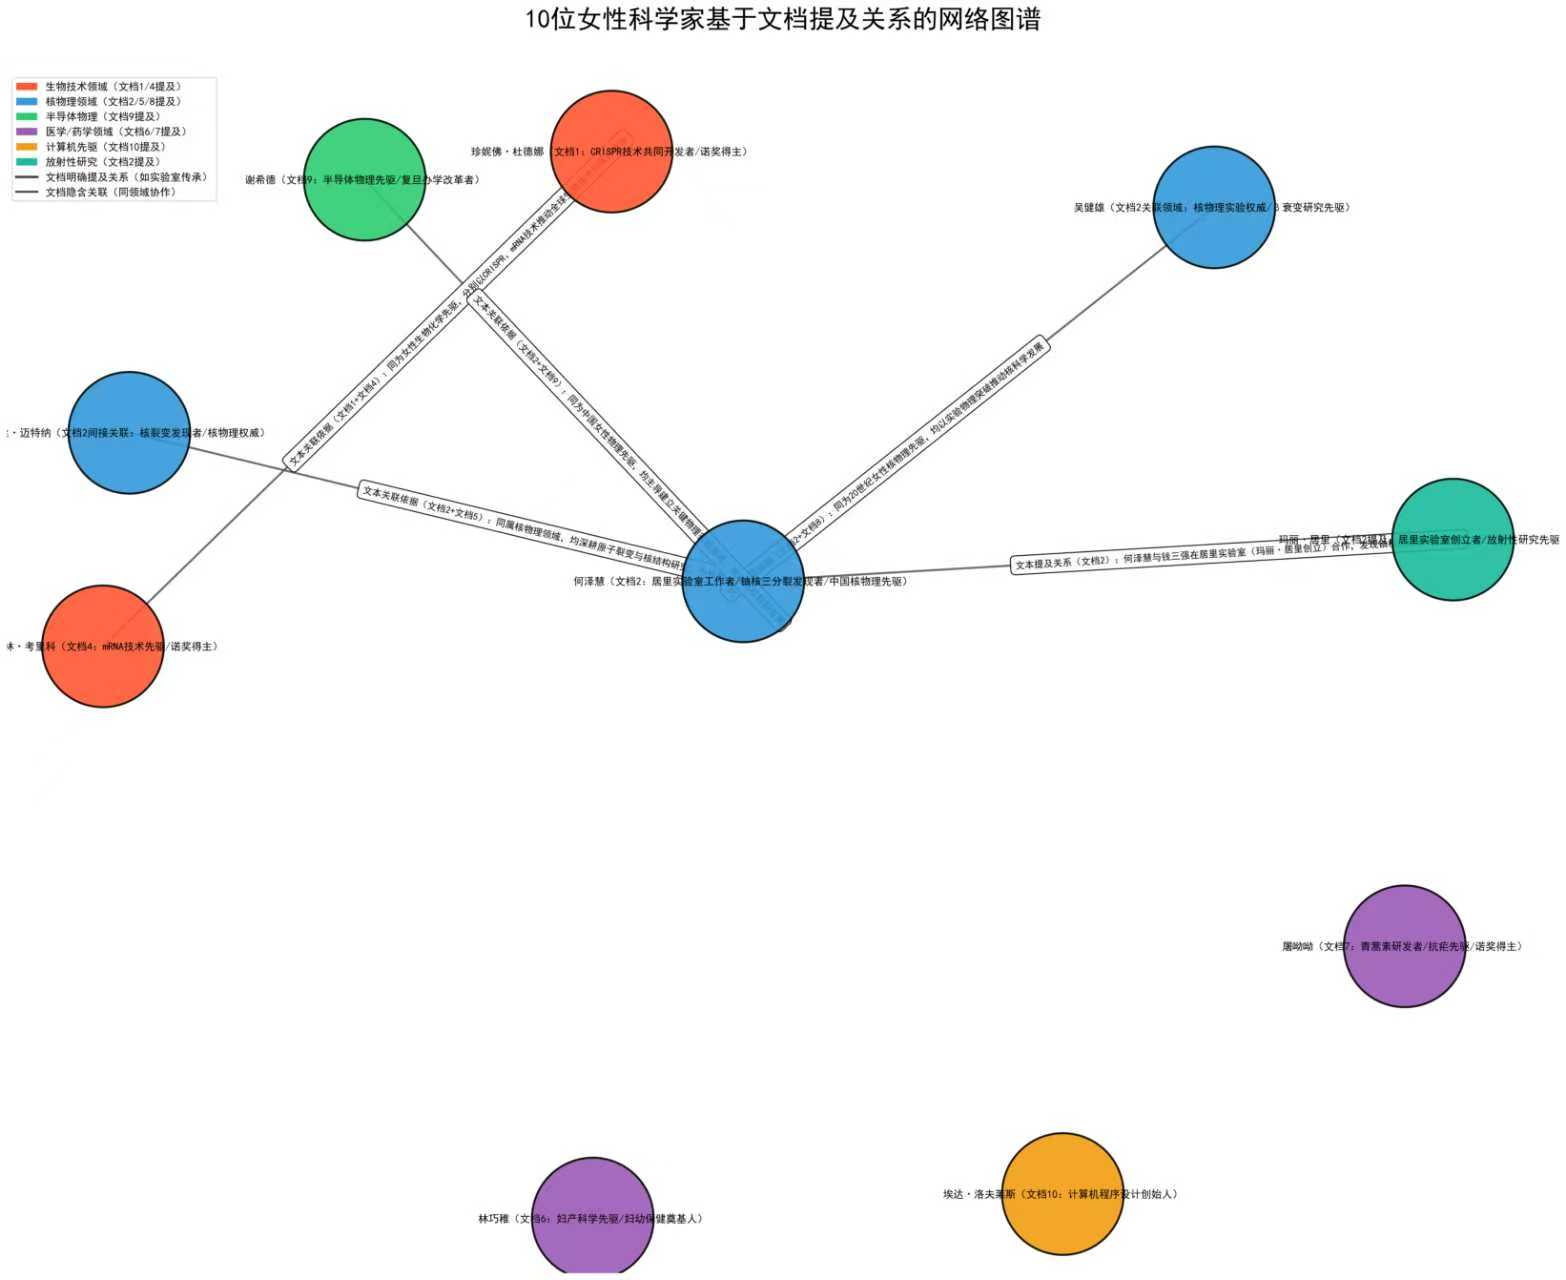 10位女性科学家基于文档提及关系的网络图谱
生物技术领域（文档1/4提及）
核物理领域（文档2/5/8提及）
半导体物理（文档9提及）
医学/药学领域（文档6/7提及）
计算机先驱（文档10提及）
放射性研究（文档2提及）
文档明确提及关系（如实验室传承）
文档隐含关联（同领域协作）
珍妮佛·杜德娜（文档1：CRISPR技术共同开发者/诺奖得主）
谢希德（文档9：半导体物理先驱/复旦办学改革者）
吴健雄（文档2关联领域：核物理实验权威/β衰变研究先驱）
文本关联依据（文档1+文档4）：同为女性生物化学先驱，分别以CRISPR、mRNA技术推动全球
文本关联依据（文档2+文档9）：同为中国女性物理先驱，均主导建立关键物理
2+文档8）：同为20世纪女性核物理先驱，均以实验物理突破推动核科学发展
·迈特纳（文档2间接关联：核裂变发现者/核物理权威）
文本关联依据（文档2+文档5）：同属核物理领域，均深耕原子裂变与核结构研
玛丽·居里（文档2提及：居里实验室创立者/放射性研究先驱
文本提及关系（文档2）：何泽慧与钱三强在居里实验室（玛丽·居里创立）合作，发现铀
何泽慧（文档2：居里实验室工作者/铀核三分裂发现者/中国核物理先驱）
林·考里科（文档4：mRNA技术先驱/诺奖得主）
屠呦呦（文档7：青蒿素研发者/抗疟先驱/诺奖得主）
埃达·洛夫莱斯（文档10：计算机程序设计创始人）
林巧稚（文档6：妇产科学先驱/妇幼保健奠基人）